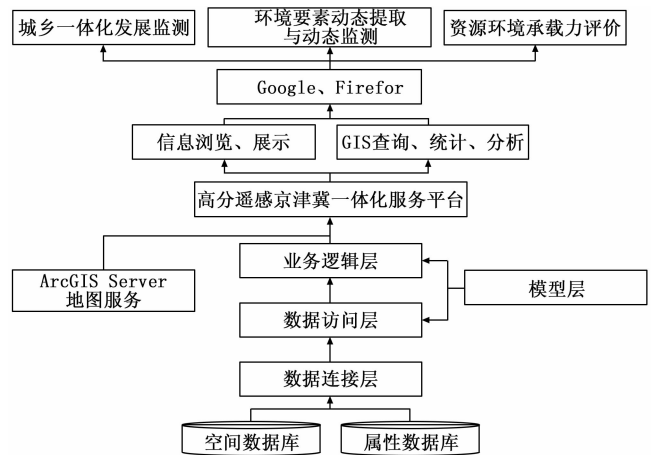 城乡一体化发展监测
环境要素动态提取
与动态监测
资源环境承载力评价
Google、Firefor
信息浏览、展示
GIS查询、统计、分析
高分遥感京津冀一体化服务平台
业务逻辑层
ArcGIS Server
地图服务
模型层
数据访问层
数据连接层
空间数据库
属性数据库